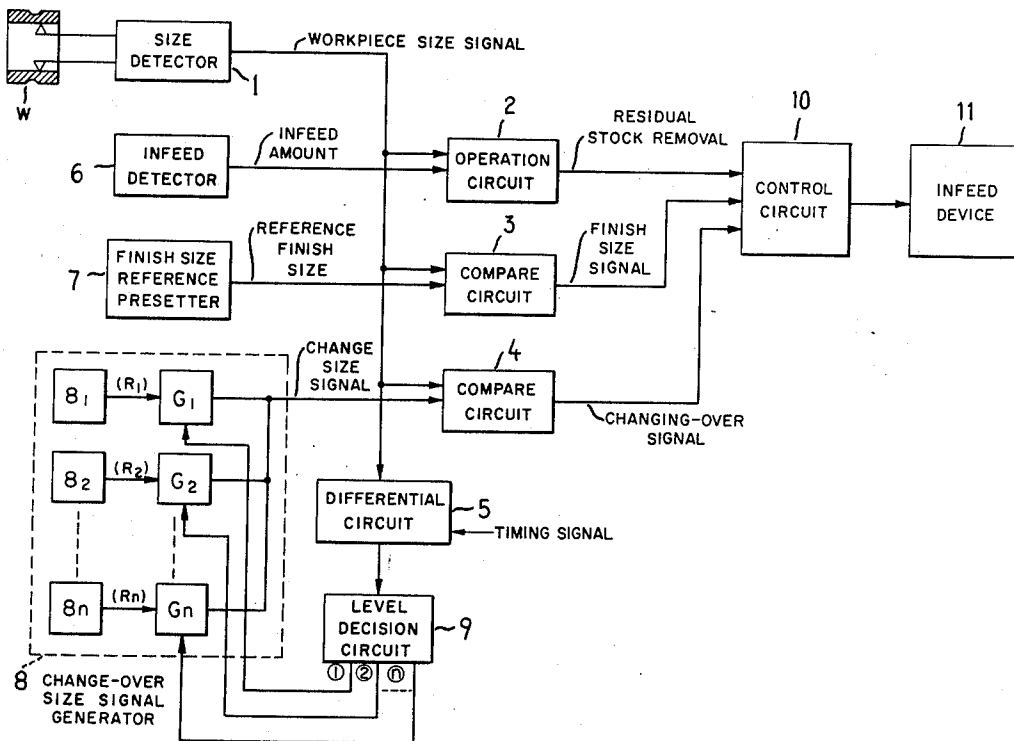 SIZE
DETECTOR
1
W
WORKPIECE SIZE SIGNAL
6
INFEED
DETECTOR
INFEED
AMOUNT
2
OPERATION
CIRCUIT
RESIDUAL
STOCK REMOVAL
10
CONTROL
CIRCUIT
11
INFEED
DEVICE
7
FINISH SIZE
REFERENCE
PRESETTER
REFERENCE
FINISH
SIZE
3
COMPARE
CIRCUIT
FINISH
SIZE
SIGNAL
CHANGE
SIZE
SIGNAL
4
COMPARE
CIRCUIT
CHANGING-OVER
SIGNAL
8₁ (R₁) G₁
8₂ (R₂) G₂
8n (Rn) Gn
8 CHANGE-OVER
SIZE SIGNAL
GENERATOR
DIFFERENTIAL
CIRCUIT
5
TIMING SIGNAL
LEVEL
DECISION
CIRCUIT
9
① ② ⓝ